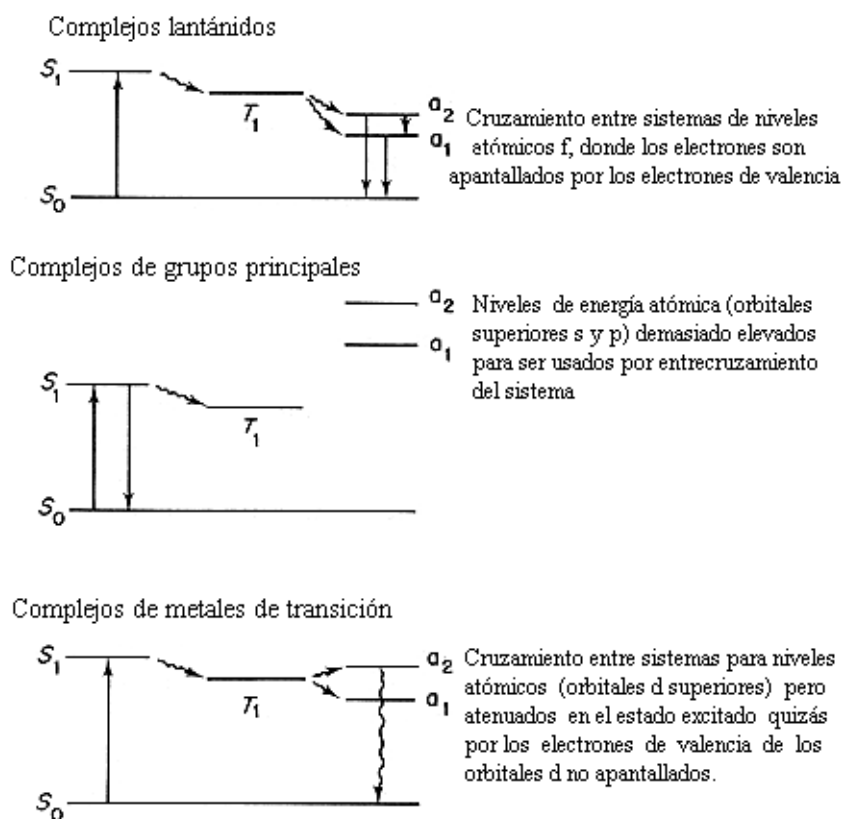 Complejos lantánidos
S₁
T₁
a₂
a₁
S₀
Cruzamiento entre sistemas de niveles
atómicos f, donde los electrones son
apantallados por los electrones de valencia
Complejos de grupos principales
a₂
a₁
S₁
T₁
S₀
Niveles de energía atómica (orbitales
superiores s y p) demasiado elevados
para ser usados por entrecruzamiento
del sistema
Complejos de metales de transición
S₁
T₁
a₂
a₁
S₀
Cruzamiento entre sistemas para niveles
atómicos (orbitales d superiores) pero
atenuados en el estado excitado quizás
por los electrones de valencia de los
orbitales d no apantallados.